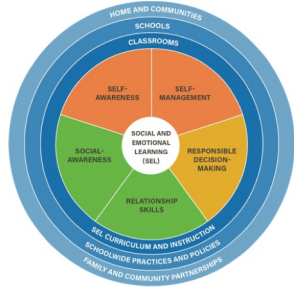 HOME AND COMMUNITIES
SCHOOLS
CLASSROOMS
SELF-
AWARENESS
SELF-
MANAGEMENT
SOCIAL AND
EMOTIONAL
LEARNING
(SEL)
SOCIAL-
AWARENESS
RESPONSIBLE
DECISION-
MAKING
RELATIONSHIP
SKILLS
SEL CURRICULUM AND INSTRUCTION
SCHOOLWIDE PRACTICES AND POLICIES
FAMILY AND COMMUNITY PARTNERSHIPS